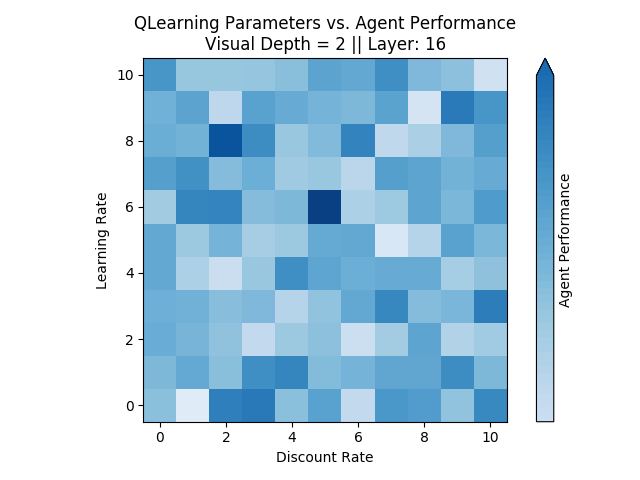 QLearning Parameters vs. Agent Performance
Visual Depth = 2 || Layer: 16
10
8
6
4
2
0
Learning Rate
0 2 4 6 8 10
Discount Rate
Agent Performance